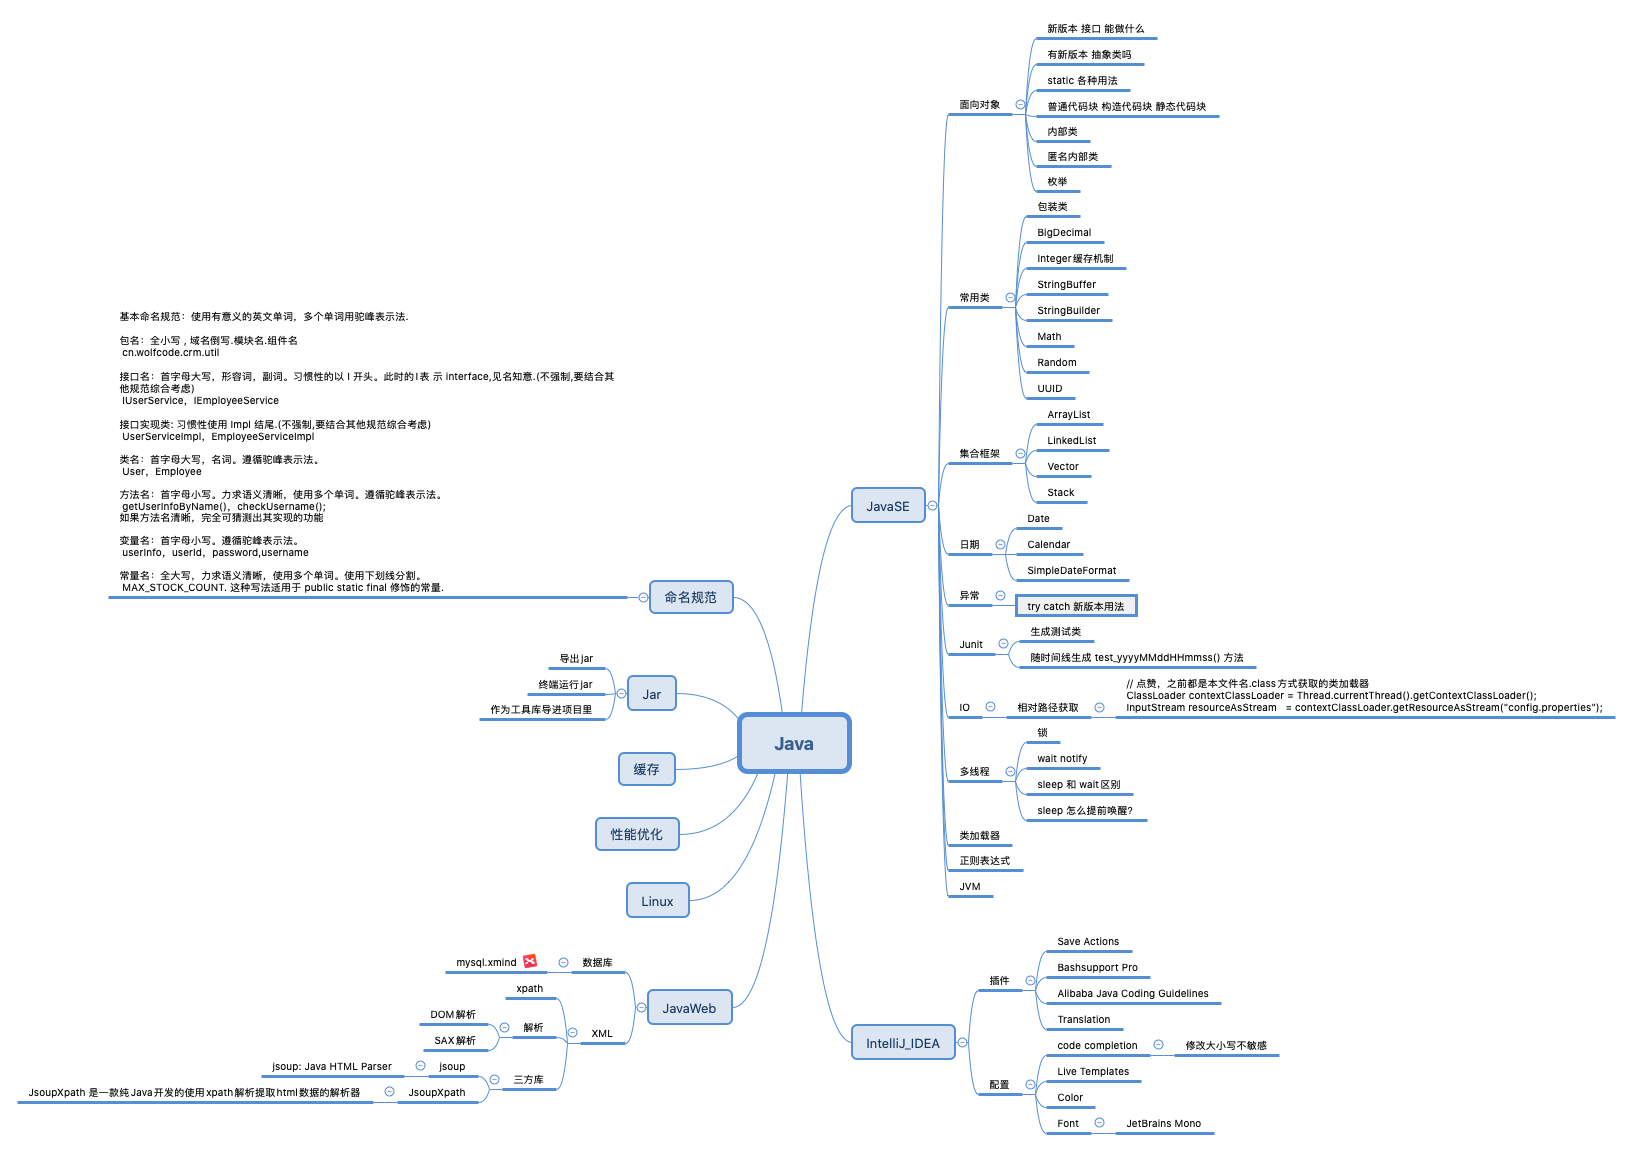 Java
JavaSE
面向对象
新版本 接口 能做什么
有新版本 抽象类吗
static 各种用法
普通代码块 构造代码块 静态代码块
内部类
匿名内部类
枚举
常用类
包装类
BigDecimal
Integer缓存机制
StringBuffer
StringBuilder
Math
Random
UUID
集合框架
ArrayList
LinkedList
Vector
Stack
日期
Date
Calendar
SimpleDateFormat
异常
try catch 新版本用法
Junit
生成测试类
随时间线生成 test_yyyyMMddHHmmss() 方法
IO
相对路径获取
// 点赞，之前都是本文件名.class方式获取的类加载器
ClassLoader contextClassLoader = Thread.currentThread().getContextClassLoader();
InputStream resourceAsStream   = contextClassLoader.getResourceAsStream("config.properties");
多线程
锁
wait notify
sleep 和 wait区别
sleep 怎么提前唤醒?
类加载器
正则表达式
JVM
IntelliJ_IDEA
插件
Save Actions
Bashsupport Pro
Alibaba Java Coding Guidelines
Translation
配置
code completion
修改大小写不敏感
Live Templates
Color
Font
JetBrains Mono
命名规范
基本命名规范：使用有意义的英文单词，多个单词用驼峰表示法.
包名：全小写 , 域名倒写.模块名.组件名
cn.wolfcode.crm.util
接口名：首字母大写，形容词，副词。习惯性的以 I 开头。此时的I表 示 interface,见名知意.(不强制,要结合其
他规范综合考虑)
IUserService，IEmployeeService
接口实现类: 习惯性使用 Impl 结尾.(不强制,要结合其他规范综合考虑)
UserServiceImpl，EmployeeServiceImpl
类名：首字母大写，名词。遵循驼峰表示法。
User，Employee
方法名：首字母小写。力求语义清晰，使用多个单词。遵循驼峰表示法。
getUserInfoByName()，checkUsername();
如果方法名清晰，完全可猜测出其实现的功能
变量名：首字母小写。遵循驼峰表示法。
userInfo，userId，password,username
常量名：全大写，力求语义清晰，使用多个单词。使用下划线分割。
MAX_STOCK_COUNT. 这种写法适用于 public static final 修饰的常量.
Jar
导出jar
终端运行jar
作为工具库导进项目里
缓存
性能优化
Linux
JavaWeb
数据库
mysql.xmind
XML
xpath
解析
DOM解析
SAX解析
三方库
jsoup
jsoup: Java HTML Parser
JsoupXpath
JsoupXpath 是一款纯Java开发的使用xpath解析提取html数据的解析器